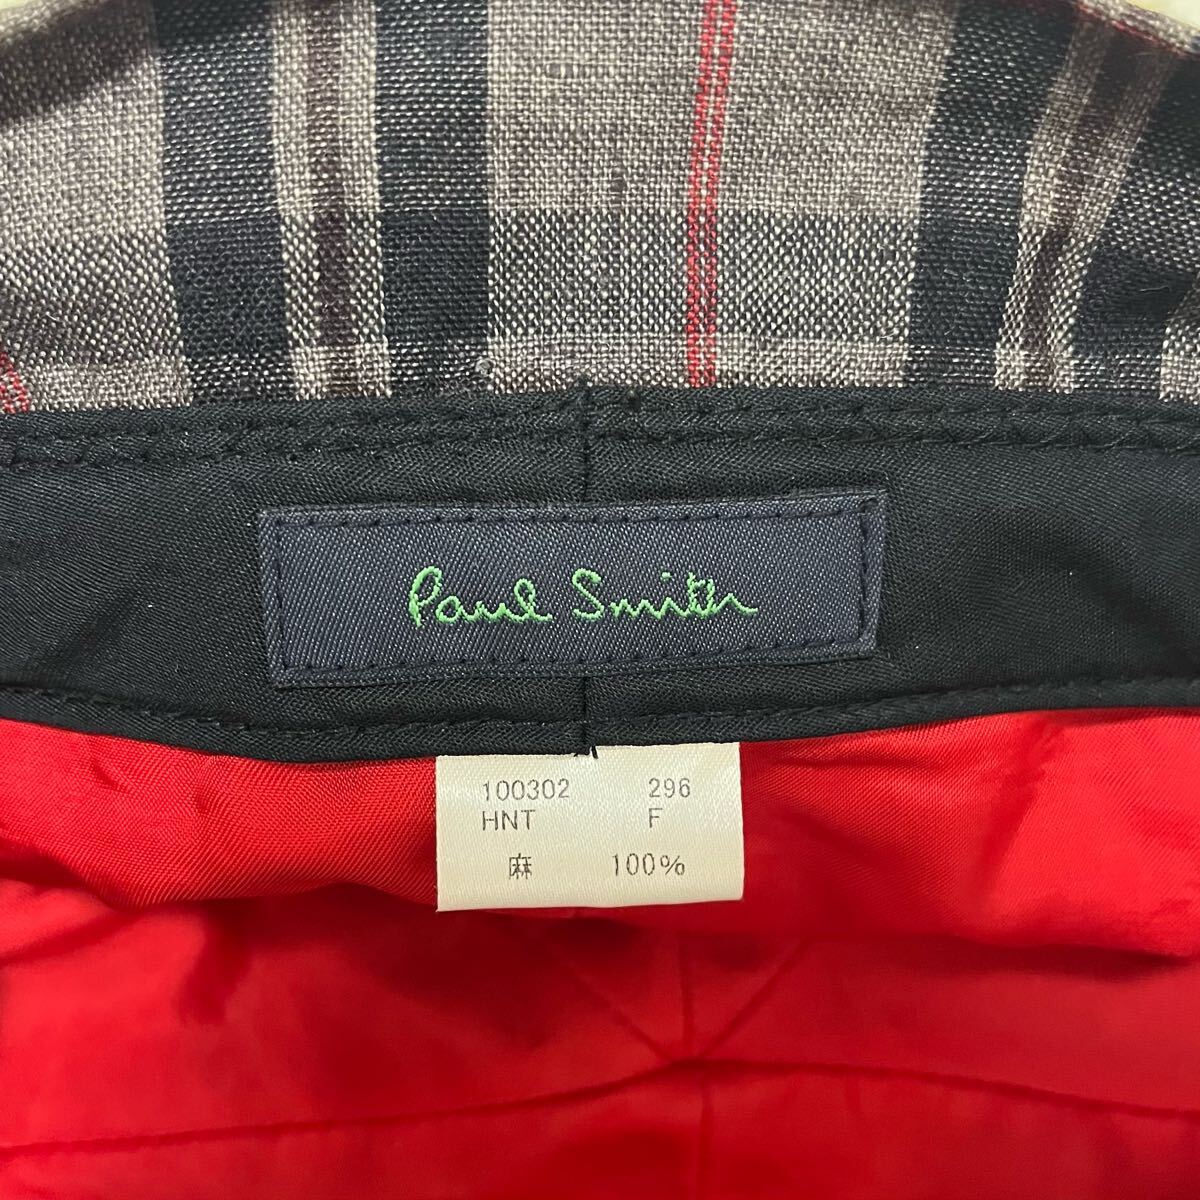 Paul Smith
100302 296
HNT F
麻 100%